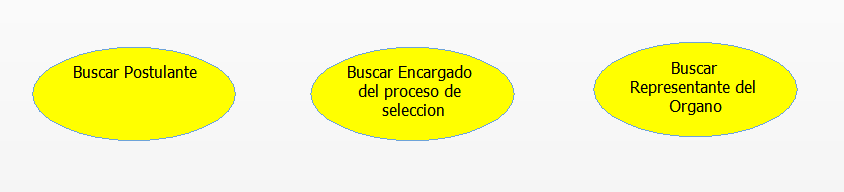 Buscar Postulante
Buscar Encargado
del proceso de
seleccion
Buscar
Representante del
Organo